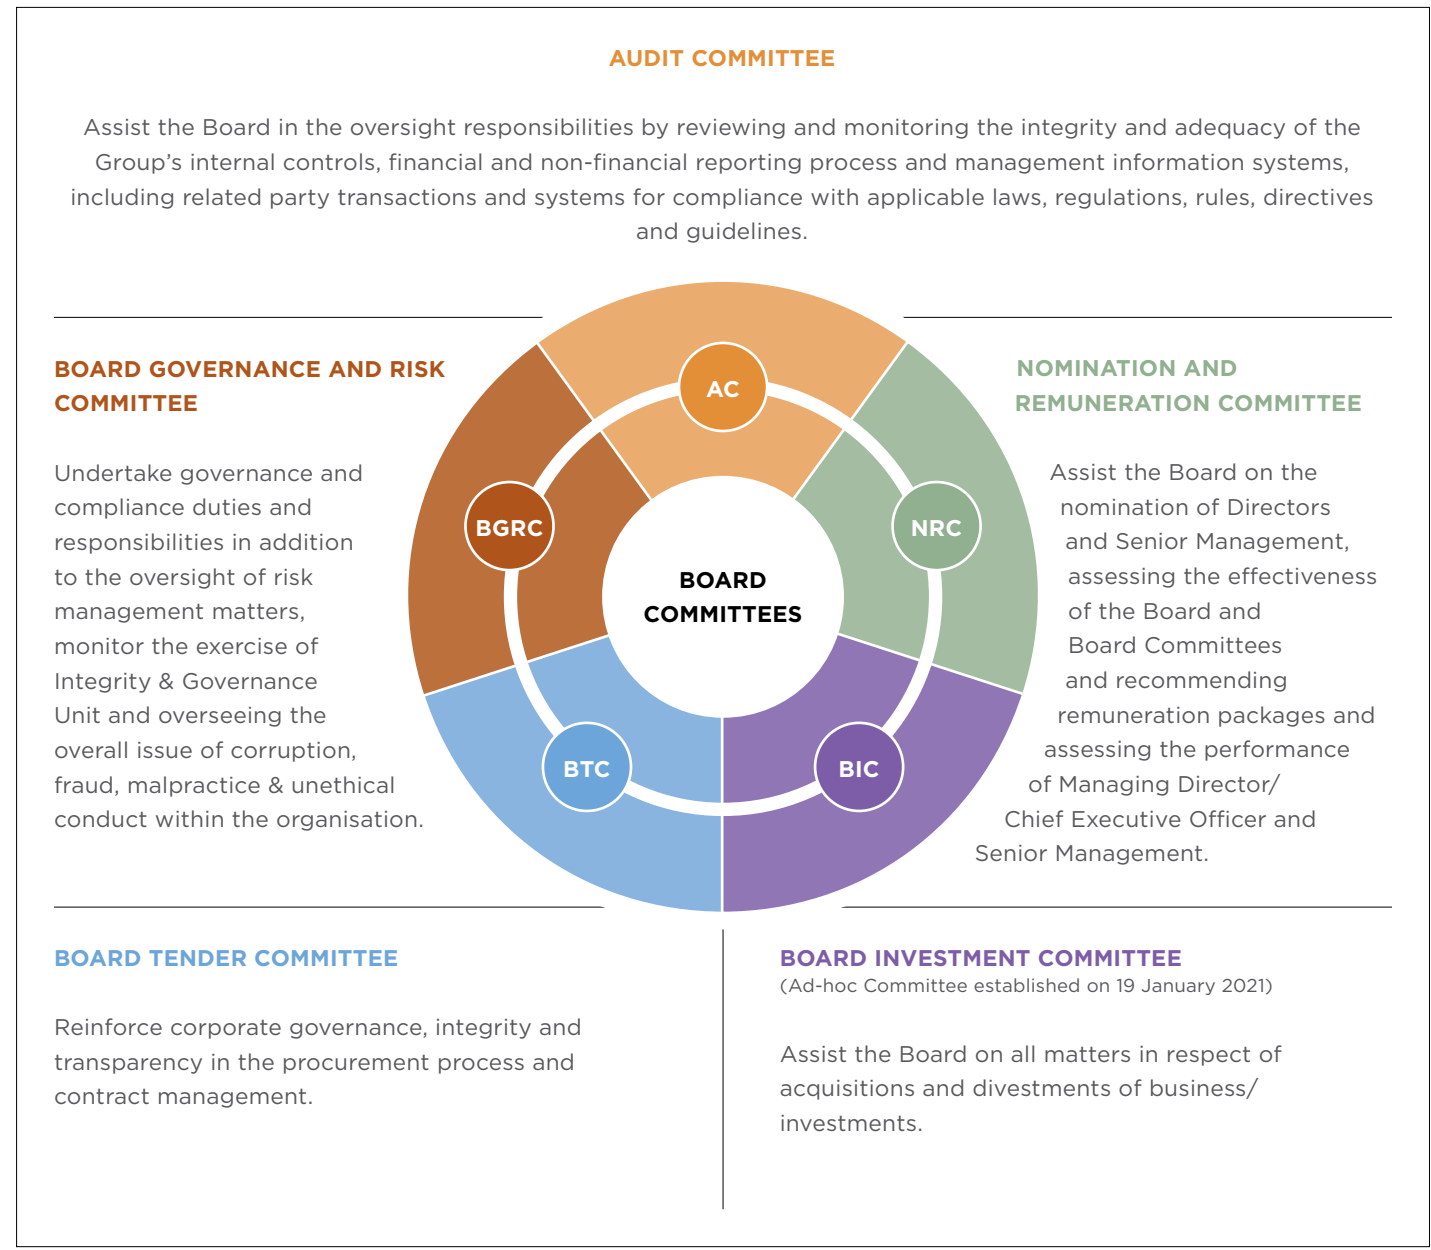 AUDIT COMMITTEE
Assist the Board in the oversight responsibilities by reviewing and monitoring the integrity and adequacy of the
Group’s internal controls, financial and non-financial reporting process and management information systems,
including related party transactions and systems for compliance with applicable laws, regulations, rules, directives
and guidelines.
BOARD GOVERNANCE AND RISK
COMMITTEE
Undertake governance and
compliance duties and
responsibilities in addition
to the oversight of risk
management matters,
monitor the exercise of
Integrity & Governance
Unit and overseeing the
overall issue of corruption,
fraud, malpractice & unethical
conduct within the organisation.
AC
BGRC
NRC
BOARD
COMMITTEES
BTC
BIC
NOMINATION AND
REMUNERATION COMMITTEE
Assist the Board on the
nomination of Directors
and Senior Management,
assessing the effectiveness
of the Board and
Board Committees
and recommending
remuneration packages and
assessing the performance
of Managing Director/
Chief Executive Officer and
Senior Management.
BOARD TENDER COMMITTEE
Reinforce corporate governance, integrity and
transparency in the procurement process and
contract management.
BOARD INVESTMENT COMMITTEE
(Ad-hoc Committee established on 19 January 2021)
Assist the Board on all matters in respect of
acquisitions and divestments of business/
investments.